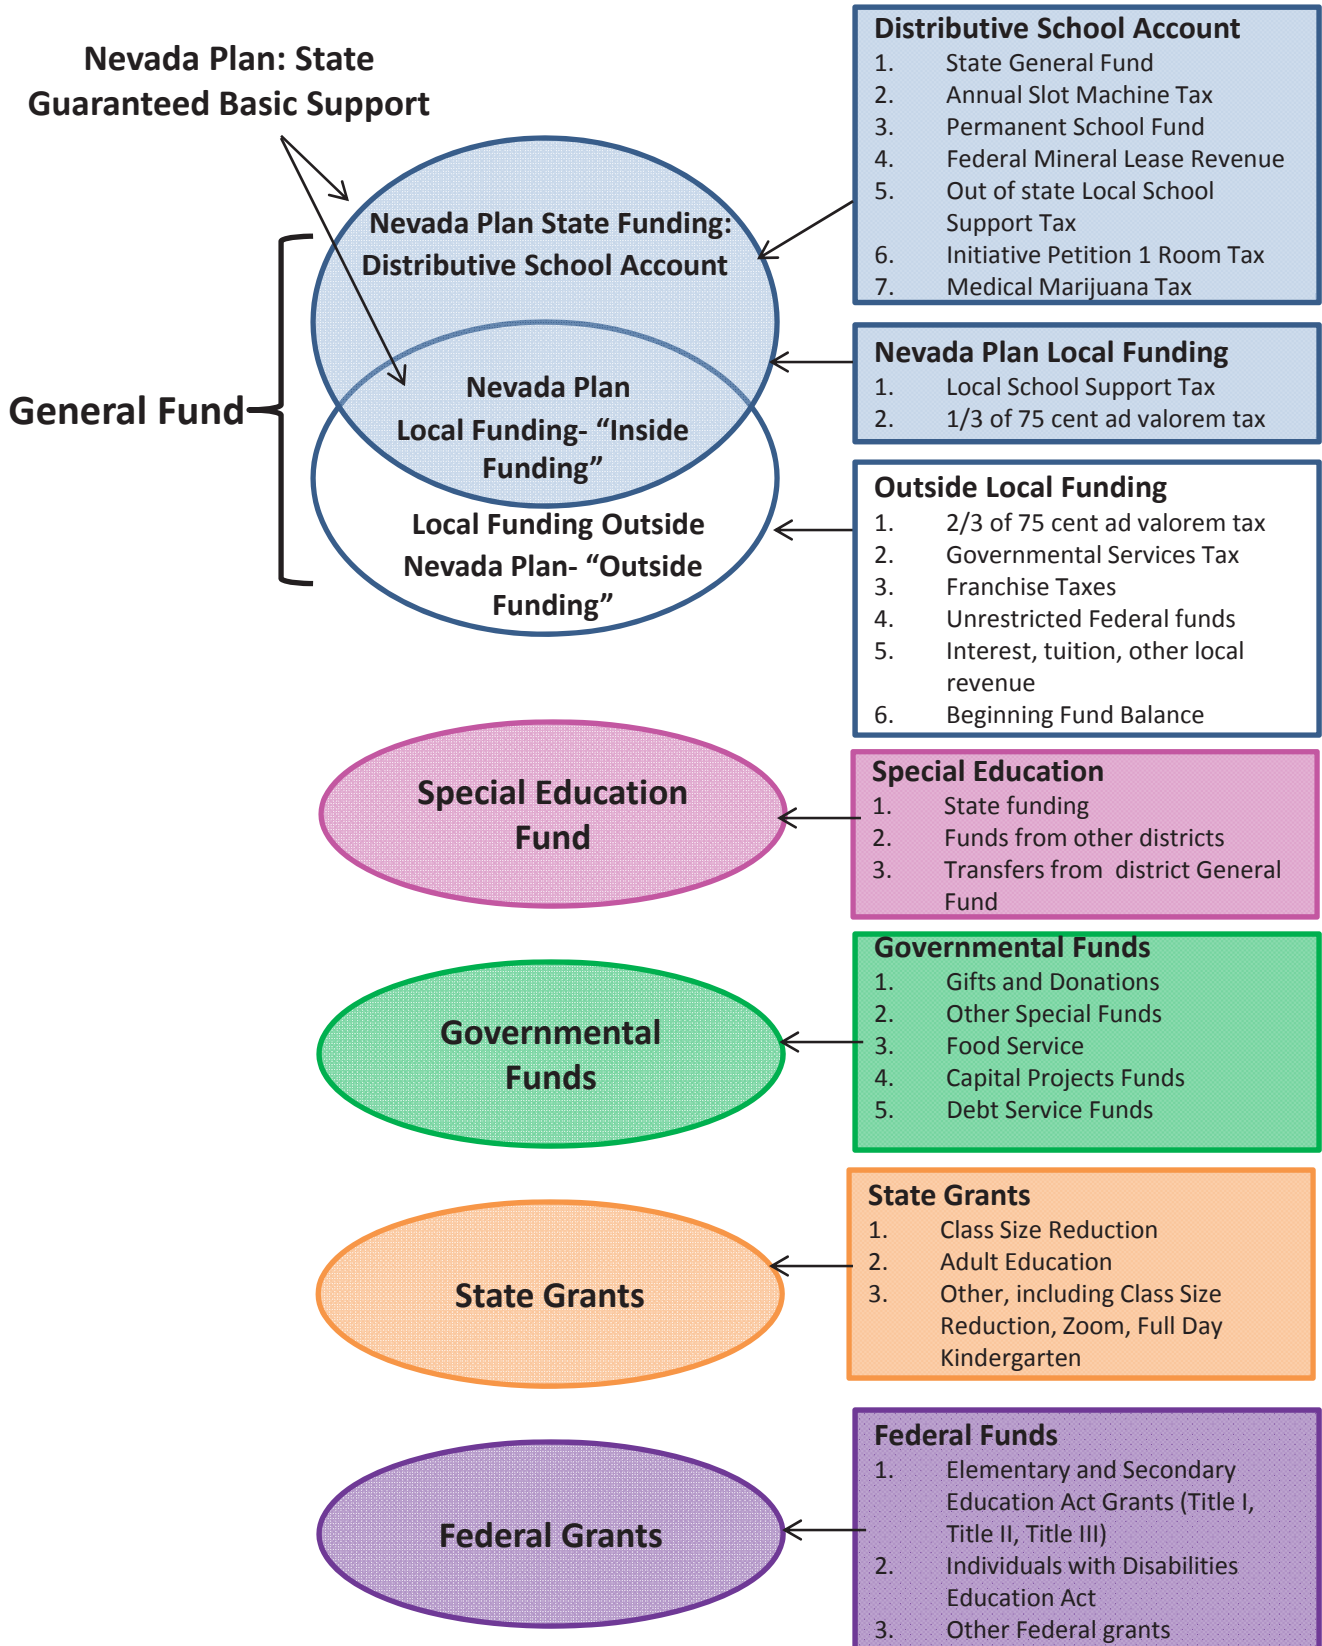 Nevada Plan: State
Guaranteed Basic Support
General Fund
Nevada Plan State Funding:
Distributive School Account
Nevada Plan
Local Funding- “Inside
Funding”
Local Funding Outside
Nevada Plan- “Outside
Funding”
Distributive School Account
1. State General Fund
2. Annual Slot Machine Tax
3. Permanent School Fund
4. Federal Mineral Lease Revenue
5. Out of state Local School
Support Tax
6. Initiative Petition 1 Room Tax
7. Medical Marijuana Tax
Nevada Plan Local Funding
1. Local School Support Tax
2. 1/3 of 75 cent ad valorem tax
Outside Local Funding
1. 2/3 of 75 cent ad valorem tax
2. Governmental Services Tax
3. Franchise Taxes
4. Unrestricted Federal funds
5. Interest, tuition, other local
revenue
6. Beginning Fund Balance
Special Education
Fund
Special Education
1. State funding
2. Funds from other districts
3. Transfers from district General
Fund
Governmental
Funds
Governmental Funds
1. Gifts and Donations
2. Other Special Funds
3. Food Service
4. Capital Projects Funds
5. Debt Service Funds
State Grants
State Grants
1. Class Size Reduction
2. Adult Education
3. Other, including Class Size
Reduction, Zoom, Full Day
Kindergarten
Federal Grants
Federal Funds
1. Elementary and Secondary
Education Act Grants (Title I,
Title II, Title III)
2. Individuals with Disabilities
Education Act
3. Other Federal grants